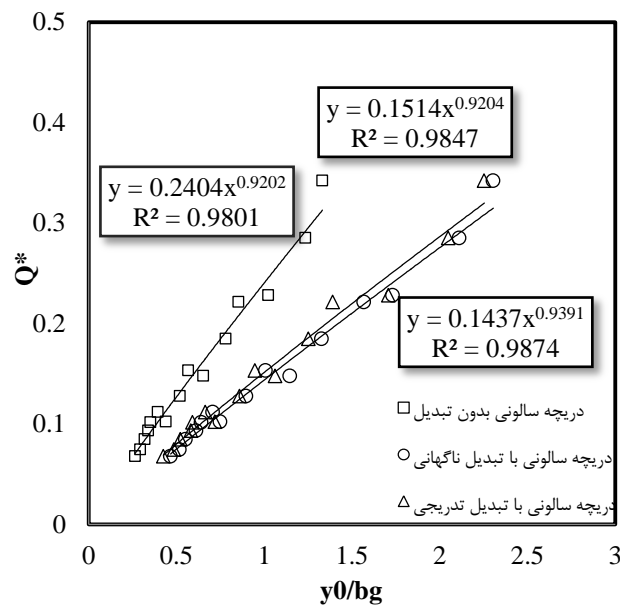 0.5
0.4
0.3
0.2
0.1
0
Q*
y = 0.1514x^0.9204
R² = 0.9847
y = 0.2404x^0.9202
R² = 0.9801
y = 0.1437x^0.9391
R² = 0.9874
دریچه سالونی بدون تبدیل
دریچه سالونی با تبدیل ناگهانی
دریچه سالونی با تبدیل تدریجی
0 0.5 1 1.5 2 2.5 3
y0/bg